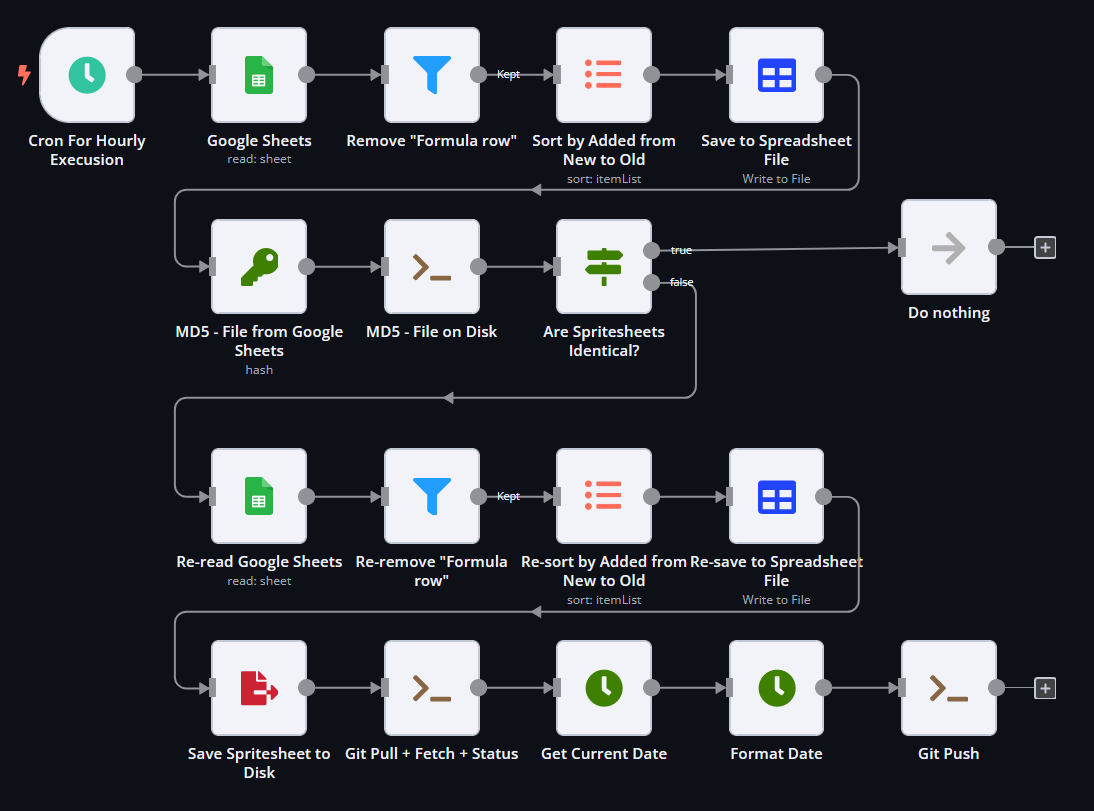 Kept
Cron For Hourly
Execusion
Google Sheets
read: sheet
Remove "Formula row"
Sort by Added from
New to Old
sort: itemList
Save to Spreadsheet
File
Write to File
true
false
MD5 - File from Google
Sheets
hash
MD5 - File on Disk
Are Spritesheets
Identical?
Do nothing
Kept
Re-read Google Sheets
read: sheet
Re-remove "Formula
row"
Re-sort by Added from
New to Old
sort: itemList
Re-save to Spreadsheet
File
Write to File
Save Spritesheet to
Disk
Git Pull + Fetch + Status
Get Current Date
Format Date
Git Push